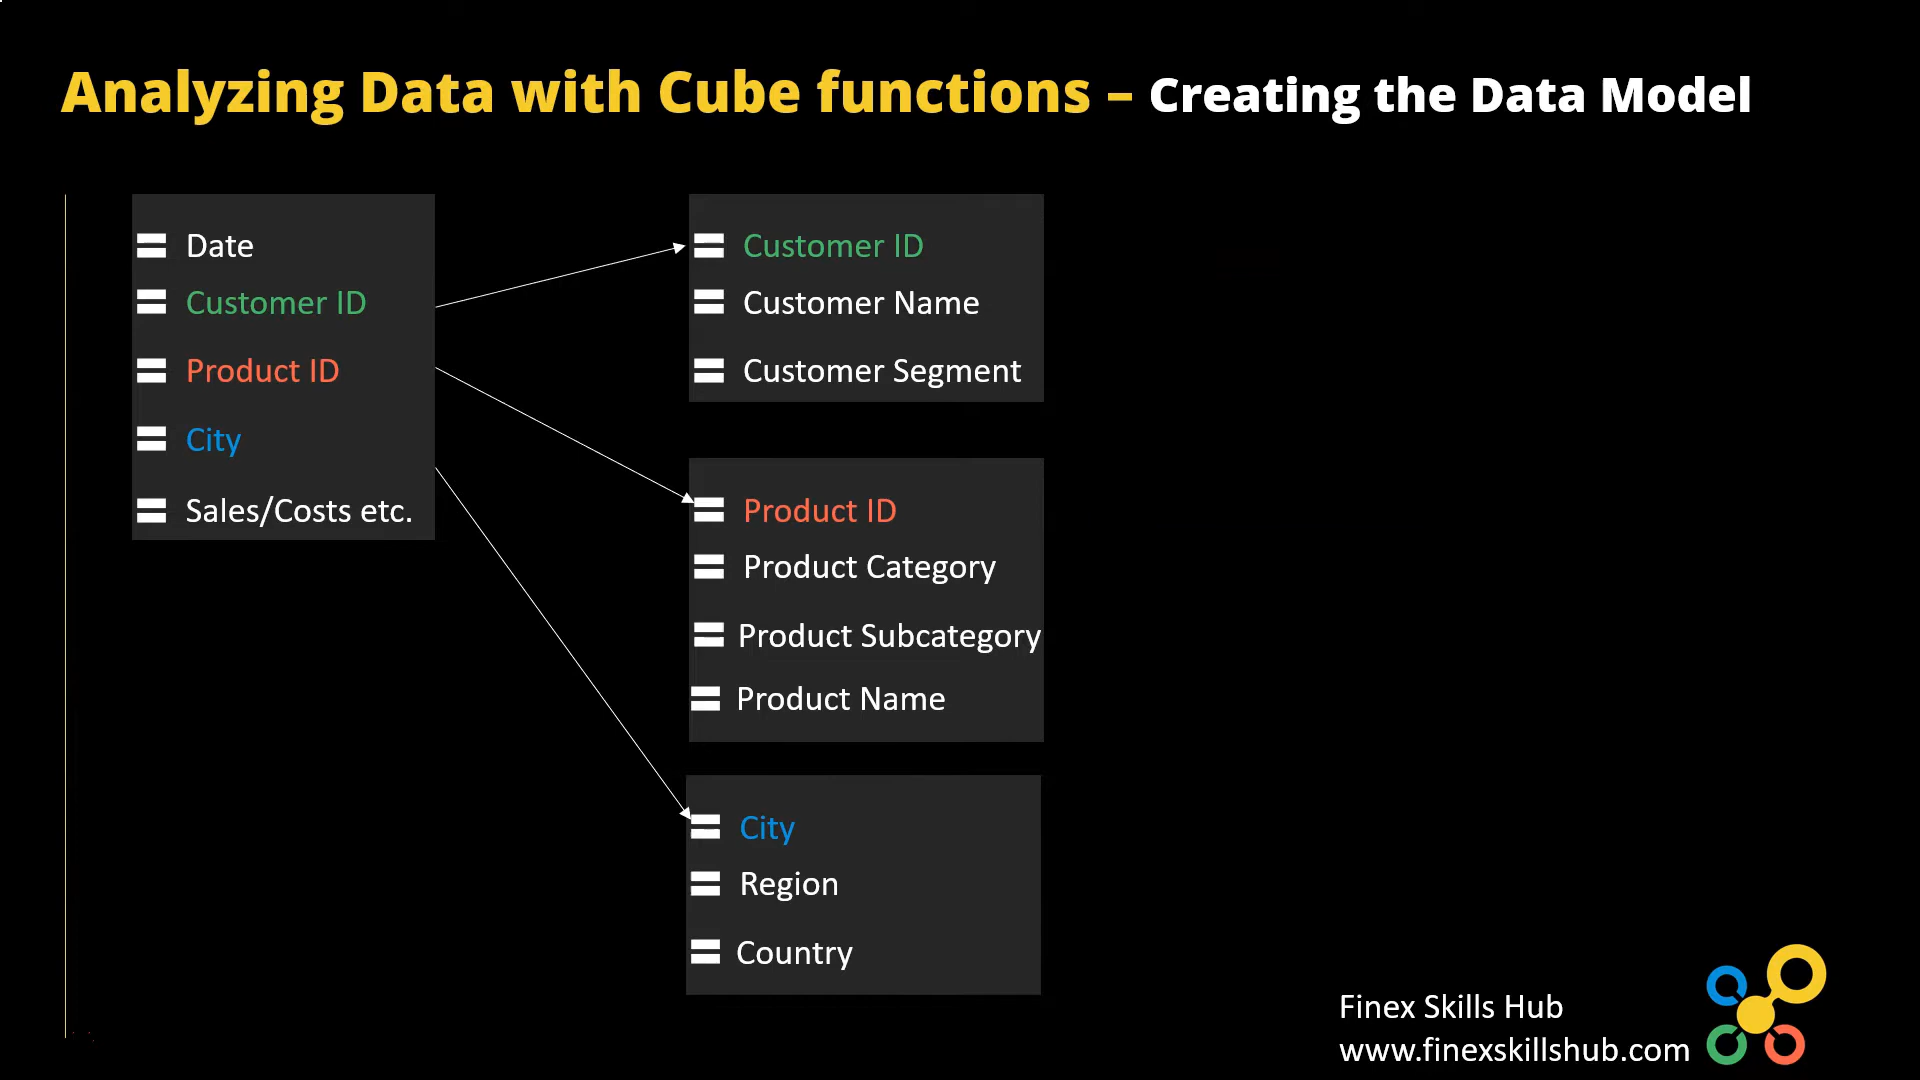 Analyzing Data with Cube functions – Creating the Data Model
Date
Customer ID
Product ID
City
Sales/Costs etc.
Customer ID
Customer Name
Customer Segment
Product ID
Product Category
Product Subcategory
Product Name
City
Region
Country
Finex Skills Hub
www.finexskillshub.com